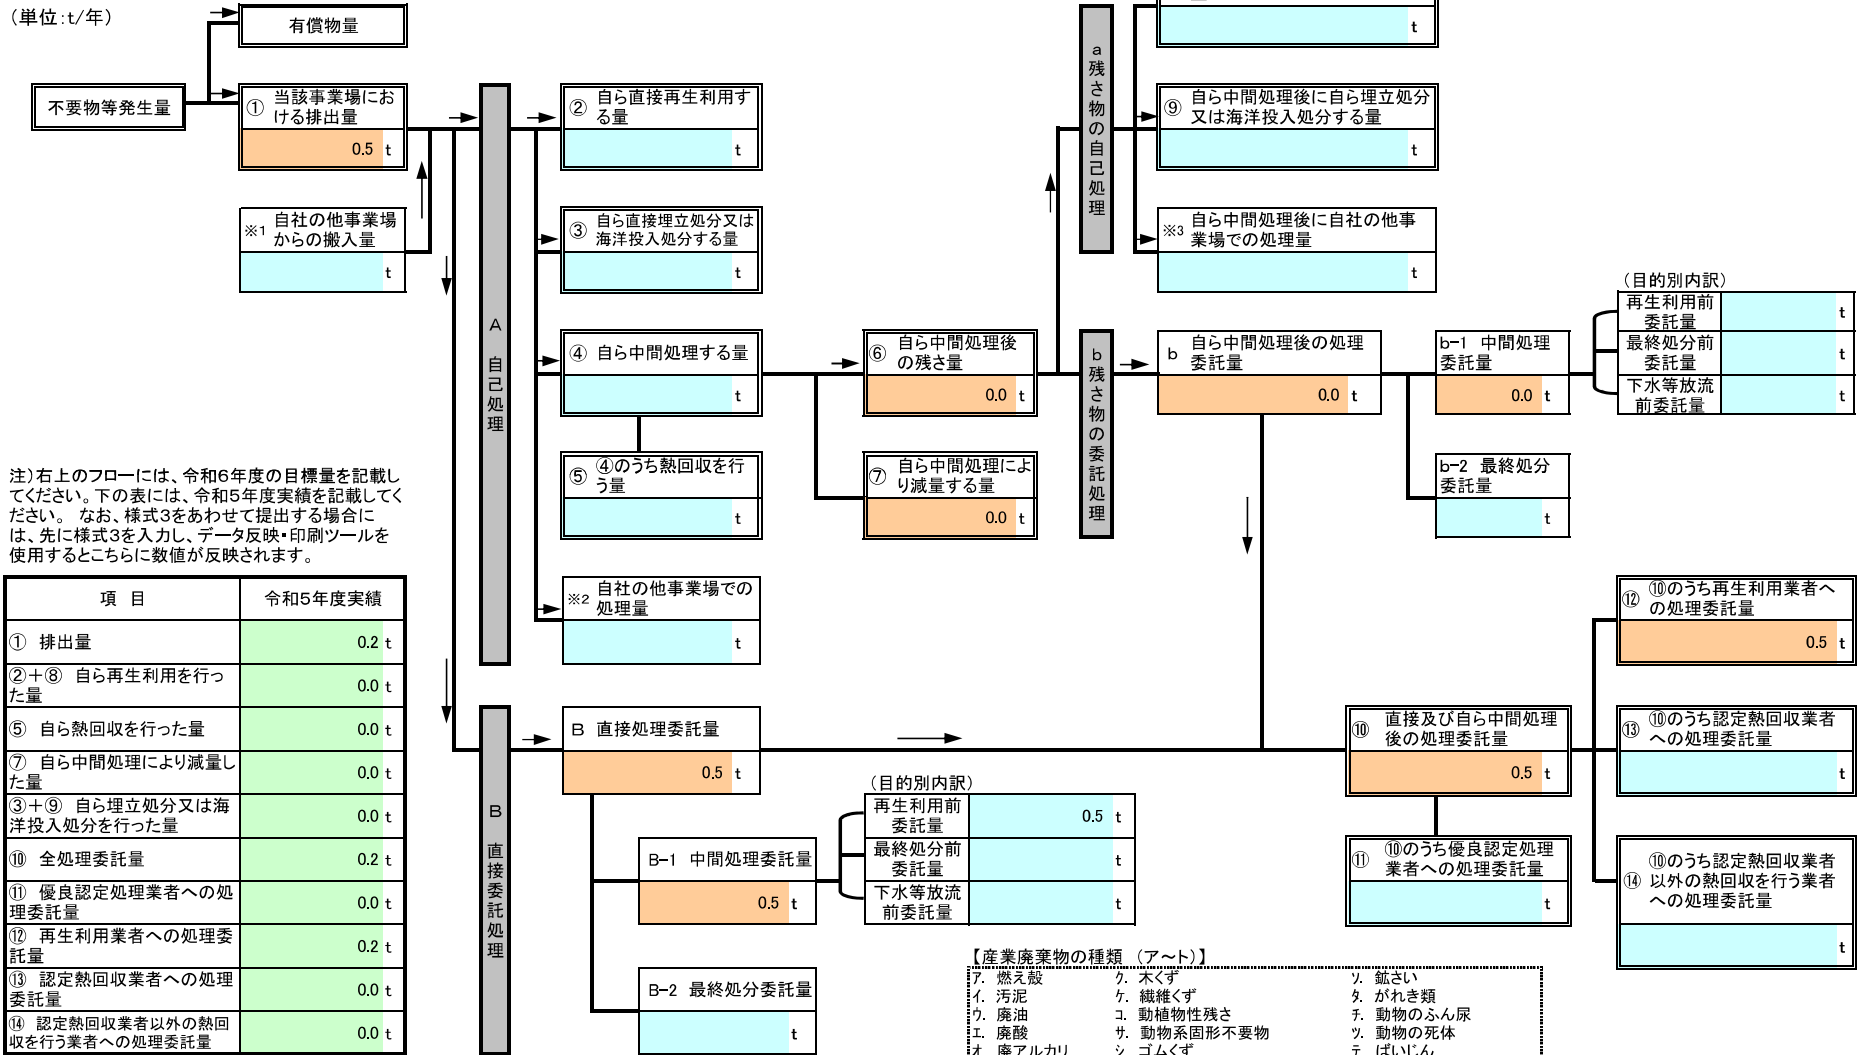 (単位:t/年)
有償物量
t
不要物等発生量
① 当該事業場にお
ける排出量
0.5 t
② 自ら直接再生利用す
る量
t
⑨ 自ら中間処理後に自ら埋立処分
又は海洋投入処分する量
t
a残さ物の自己処理
※1 自社の他事業場
からの搬入量
t
③ 自ら直接埋立処分又は
海洋投入処分する量
t
※3 自ら中間処理後に自社の他事
業場での処理量
t
A 自己処理
④ 自ら中間処理する量
t
⑥ 自ら中間処理後
の残さ量
0.0 t
b残さ物の委託処理
b 自ら中間処理後の処理
委託量
0.0 t
b-1 中間処理
委託量
0.0 t
(目的別内訳)
再生利用前
委託量
t
最終処分前
委託量
t
下水等放流
前委託量
t
⑤ ④のうち熱回収を行
う量
t
⑦ 自ら中間処理によ
り減量する量
0.0 t
b-2 最終処分
委託量
t
注)右上のフローには、令和6年度の目標量を記載し
てください。下の表には、令和5年度実績を記載してく
ださい。 なお、様式3をあわせて提出する場合に
は、先に様式3を入力し、データ反映・印刷ツールを
使用するとこちらに数値が反映されます。
※2 自社の他事業場での
処理量
t
項 目 令和5年度実績
① 排出量 0.2 t
②+⑧ 自ら再生利用を行っ
た量 0.0 t
⑤ 自ら熱回収を行った量 0.0 t
⑦ 自ら中間処理により減量し
た量 0.0 t
③+⑨ 自ら埋立処分又は海
洋投入処分を行った量 0.0 t
⑩ 全処理委託量 0.2 t
⑪ 優良認定処理業者への処
理委託量 0.0 t
⑫ 再生利用業者への処理委
託量 0.2 t
⑬ 認定熱回収業者への処理
委託量 0.0 t
⑭ 認定熱回収業者以外の熱回
収を行う業者への処理委託量 0.0 t
B 直接委託処理
B 直接処理委託量
0.5 t
(目的別内訳)
再生利用前
委託量
0.5 t
最終処分前
委託量
t
下水等放流
前委託量
t
B-1 中間処理委託量
0.5 t
B-2 最終処分委託量
t
⑩ 直接及び自ら中間処理
後の処理委託量
0.5 t
⑪ ⑩のうち優良認定処理
業者への処理委託量
t
⑫ ⑩のうち再生利用業者へ
の処理委託量
0.5 t
⑬ ⑩のうち認定熱回収業者
への処理委託量
t
⑭ ⑩のうち認定熱回収業者
以外の熱回収を行う業者
への処理委託量
t
【産業廃棄物の種類 (ア~ト)】
ア. 燃え殻 ク. 木くず ソ. 鉱さい
イ. 汚泥 ケ. 繊維くず タ. がれき類
ウ. 廃油 コ. 動植物性残さ チ. 動物のふん尿
エ. 廃酸 サ. 動物系固形不要物 ツ. 動物の死体
オ. 廃アルカリ シ. ゴムくず テ. ばいじん